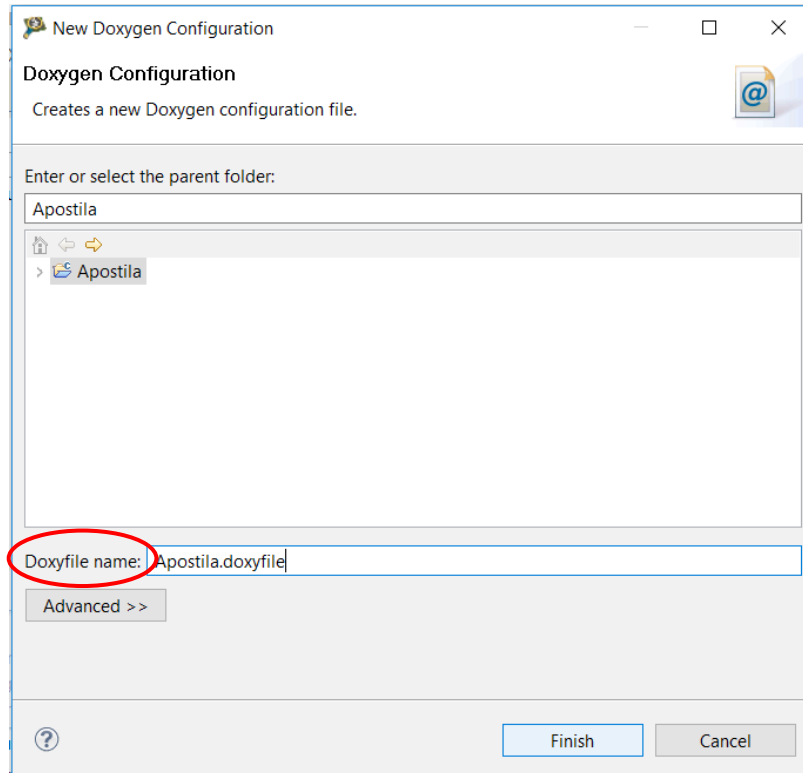 New Doxygen Configuration
Doxygen Configuration
Creates a new Doxygen configuration file.
@
Enter or select the parent folder:
Apostila
Apostila
Doxyfile name: Apostila.doxyfile
Advanced >>
?
Finish Cancel